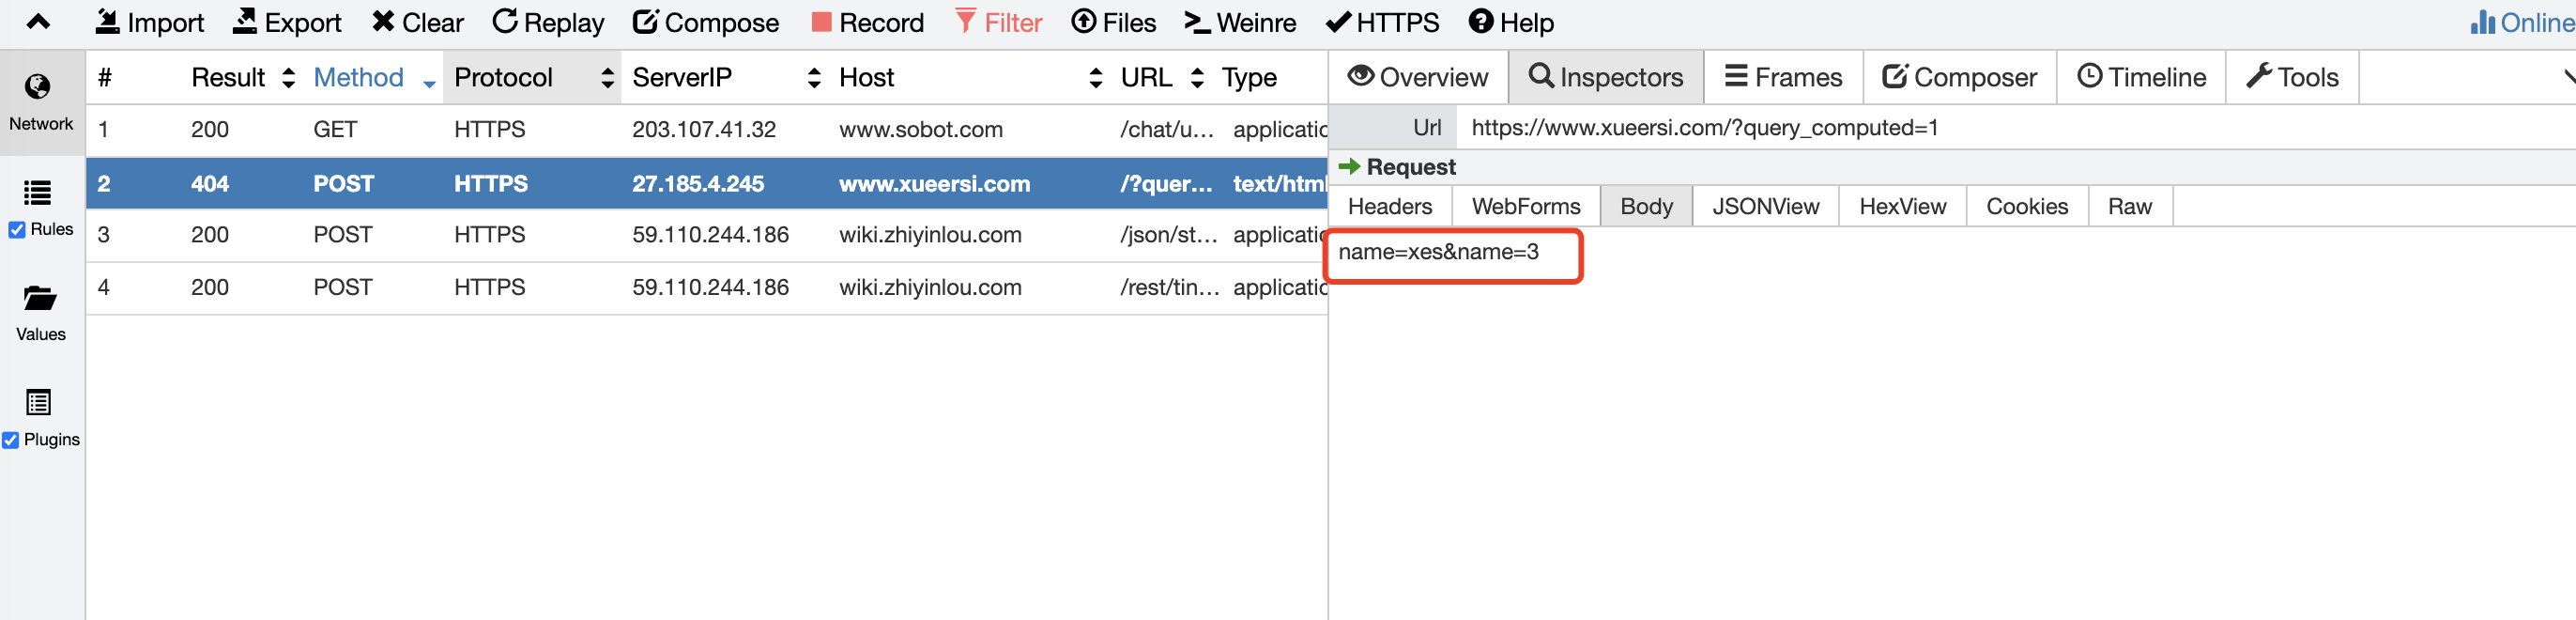 Import Export Clear Replay Compose Record Filter Files Weinre HTTPS Help Online
Network
Rules
Values
Plugins
# Result Method Protocol ServerIP Host URL Type
1 200 GET HTTPS 203.107.41.32 www.sobot.com /chat/u... applicatio
2 404 POST HTTPS 27.185.4.245 www.xueersi.com /?quer... text/html
3 200 POST HTTPS 59.110.244.186 wiki.zhiyinlou.com /json/st... applicatio
4 200 POST HTTPS 59.110.244.186 wiki.zhiyinlou.com /rest/tin... applicatio
Overview Inspectors Frames Composer Timeline Tools
Url https://www.xueersi.com/?query_computed=1
Request
Headers WebForms Body JSONView HexView Cookies Raw
name=xes&name=3